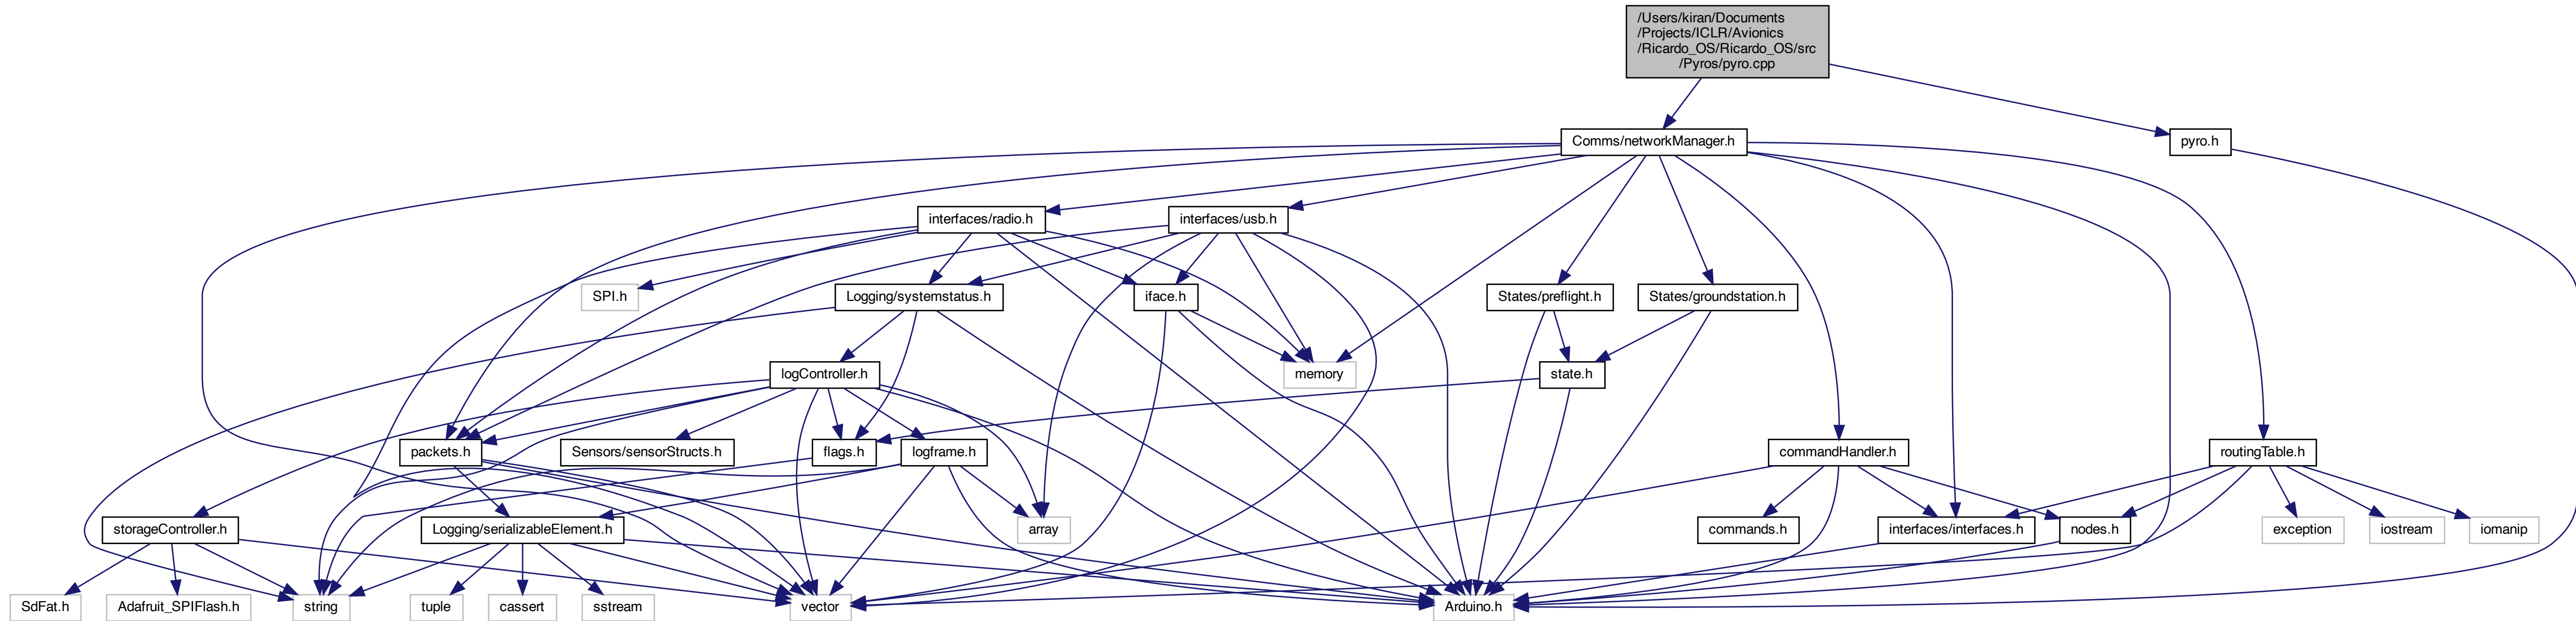 /Users/kiran/Documents
/Projects/ICLR/Avionics
/Ricardo_OS/Ricardo_OS/src
/Pyros/pyro.cpp
Comms/networkManager.h
pyro.h
interfaces/radio.h
interfaces/usb.h
SPI.h
Logging/systemstatus.h
iface.h
States/preflight.h
States/groundstation.h
logController.h
memory
state.h
packets.h
Sensors/sensorStructs.h
flags.h
logframe.h
commandHandler.h
routingTable.h
storageController.h
Logging/serializableElement.h
array
commands.h
interfaces/interfaces.h
nodes.h
exception
iostream
iomanip
SdFat.h
Adafruit_SPIFlash.h
string
tuple
cassert
sstream
vector
Arduino.h